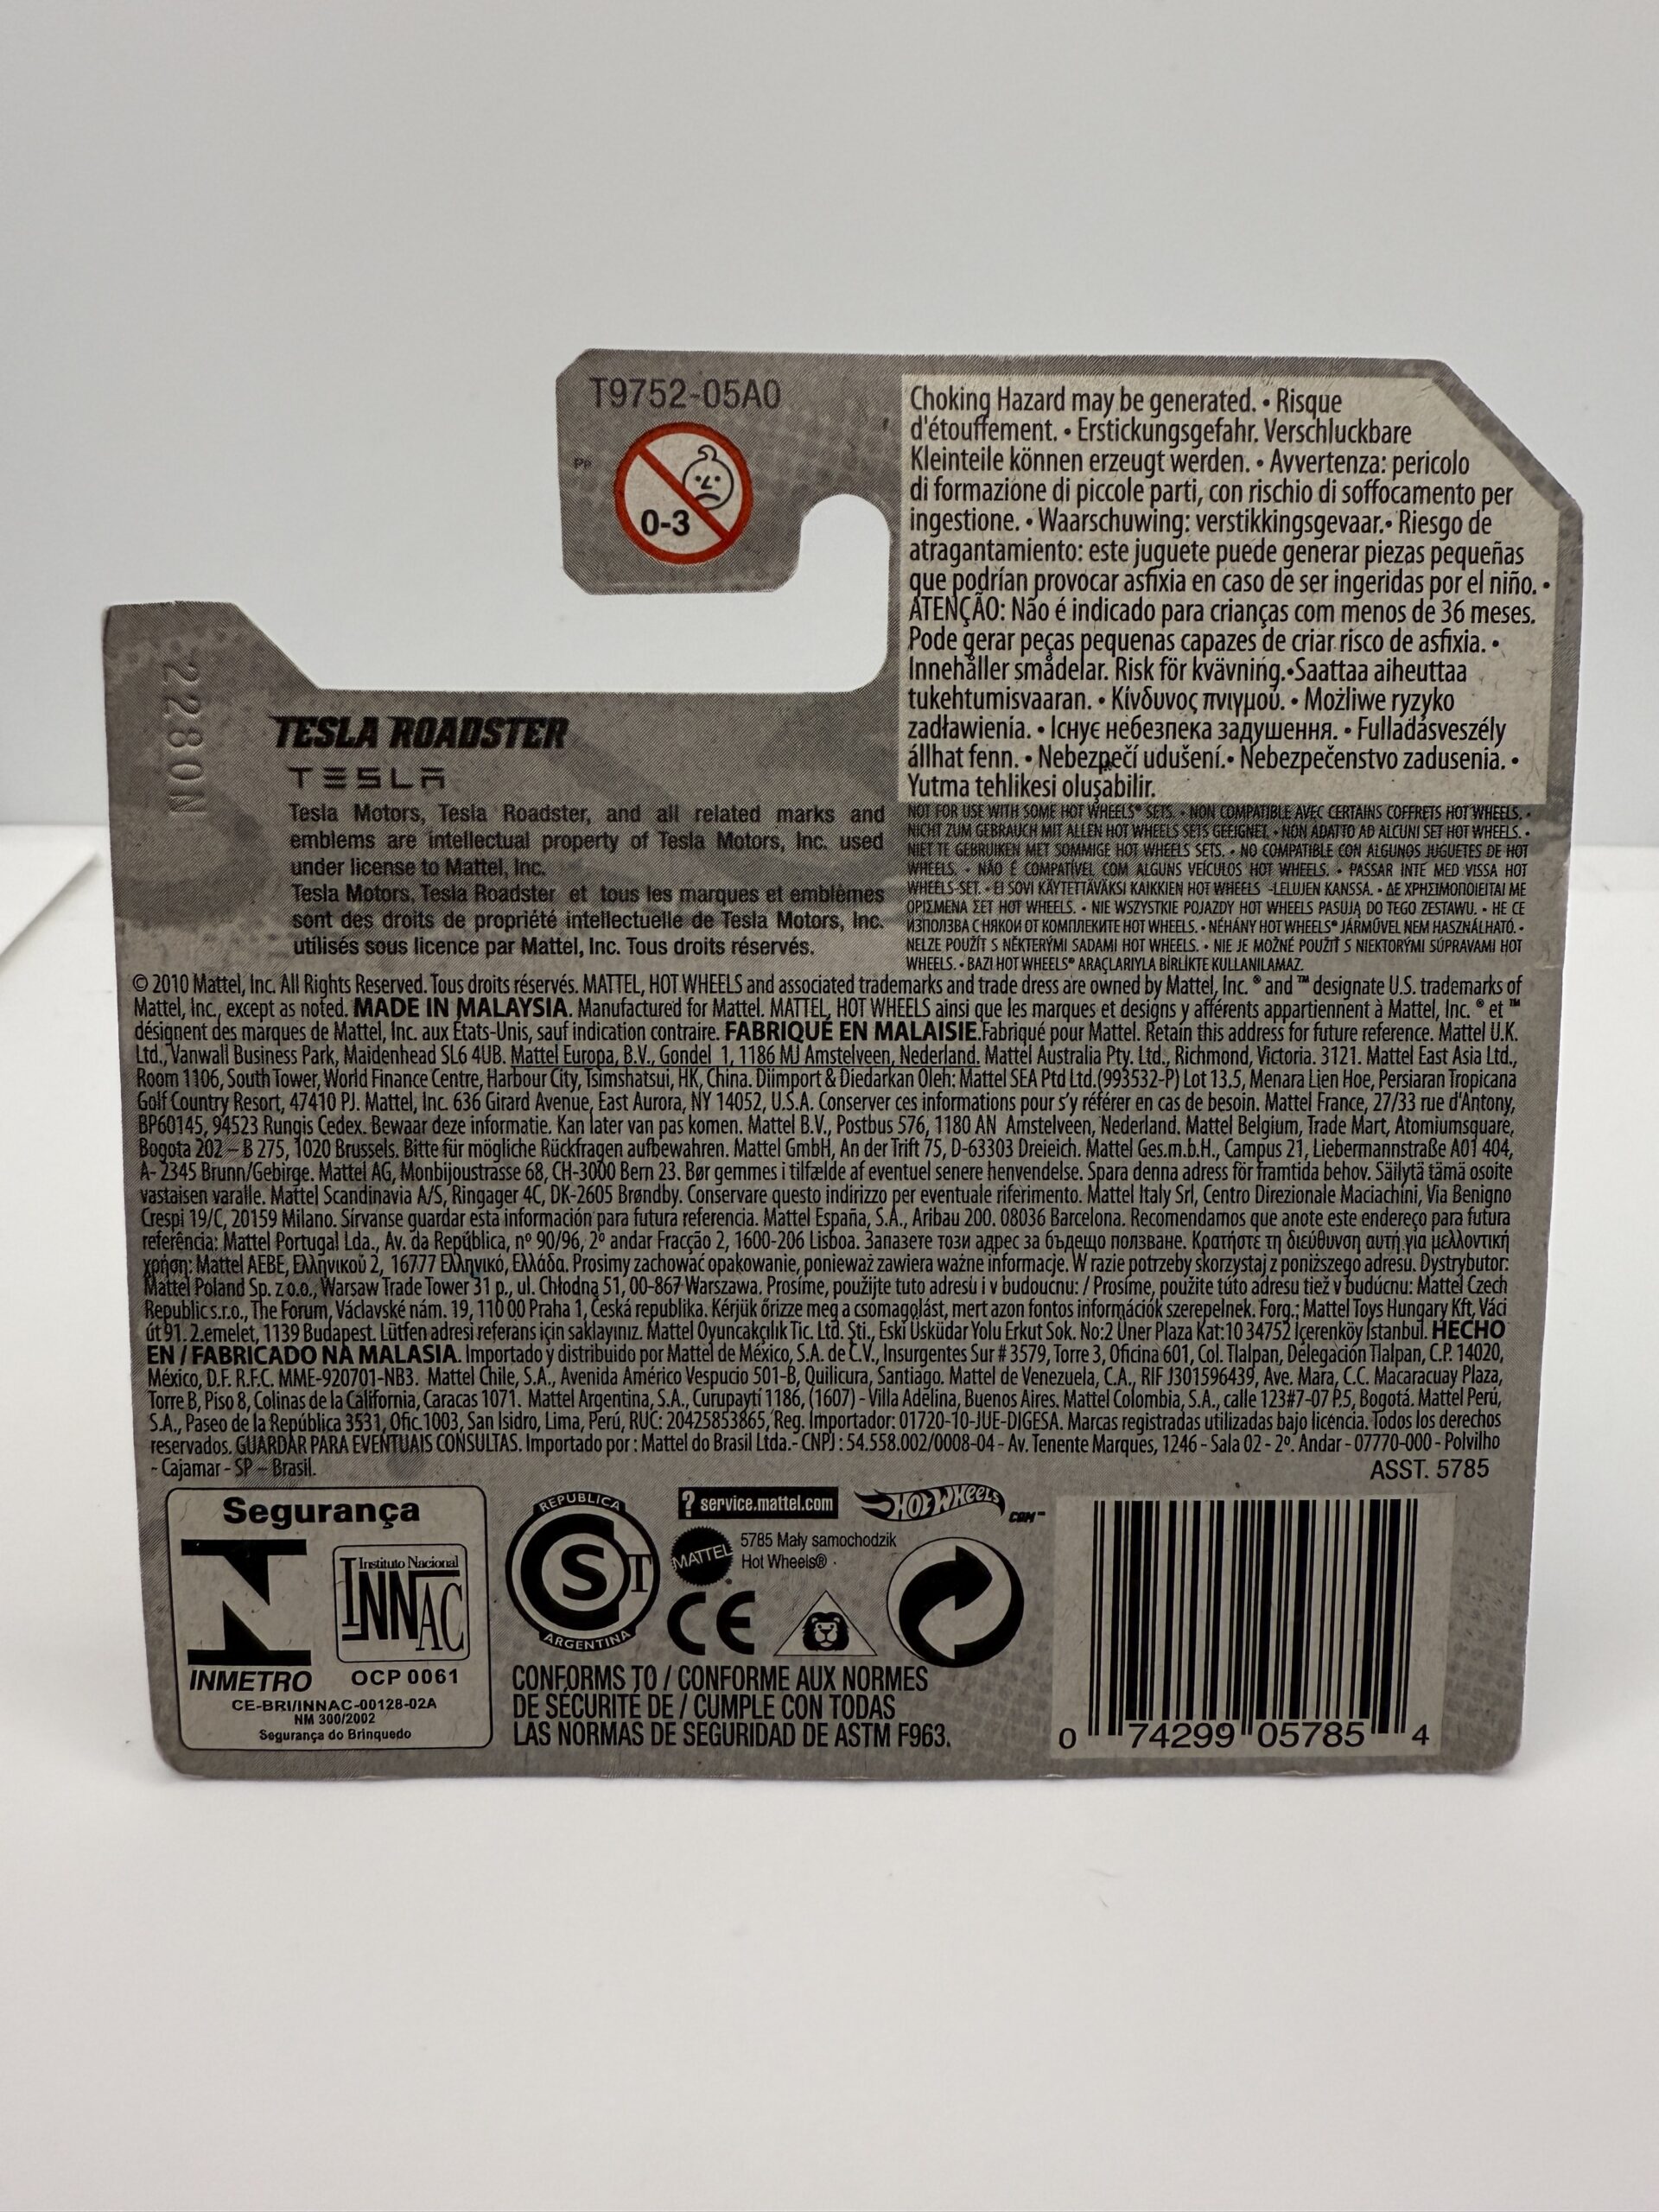 T9752-05A0
Pp
0-3
Choking Hazard may be generated. • Risque
d'étouffement. • Erstickungsgefahr. Verschluckbare
Kleinteile können erzeugt werden. • Avvertenza: pericolo
di formazione di piccole parti, con rischio di soffocamento per
ingestione. • Waarschuwing: verstikkingsgevaar.• Riesgo de
atragantamiento: este juguete puede generar piezas pequeñas
que podrían provocar asfixia en caso de ser ingeridas por el niño. •
ATENÇÃO: Não é indicado para crianças com menos de 36 meses.
Pode gerar peças pequenas capazes de criar risco de asfixia. •
Innehåller smådelar. Risk för kvävning.•Saattaa aiheuttaa
tukehtumisvaaran. • Κίνδυνος πνιγμού. • Możliwe ryzyko
zadławienia. • Існує небезпека задушення. • Fulladásveszély
állhat fenn. • Nebezpečí udušení.• Nebezpečenstvo zadusenia. •
Yutma tehlikesi oluşabilir.
2280N
TESLA ROADSTER
TESLA
Tesla Motors, Tesla Roadster, and all related marks and
emblems are intellectual property of Tesla Motors, Inc. used
under license to Mattel, Inc.
Tesla Motors, Tesla Roadster et tous les marques et emblèmes
sont des droits de propriété intellectuelle de Tesla Motors, Inc.
utilisés sous licence par Mattel, Inc. Tous droits réservés.
NOT FOR USE WITH SOME HOT WHEELS® SETS. • NON COMPATIBLE AVEC CERTAINS COFFRETS HOT WHEELS. •
NICHT ZUM GEBRAUCH MIT ALLEN HOT WHEELS SETS GEEIGNET. • NON ADATTO AD ALCUNI SET HOT WHEELS. •
NIET TE GEBRUIKEN MET SOMMIGE HOT WHEELS SETS. • NO COMPATIBLE CON ALGUNOS JUGUETES DE HOT
WHEELS. • NÃO É COMPATÍVEL COM ALGUNS VEÍCULOS HOT WHEELS. • PASSAR INTE MED VISSA HOT
WHEELS-SET. • EI SOVI KÄYTETTÄVÄKSI KAIKKIEN HOT WHEELS -LELUJEN KANSSA. • ΔΕ ΧΡΗΣΙΜΟΠΟΙΕΙΤΑΙ ΜΕ
ΟΡΙΣΜΕΝΑ ΣΕΤ HOT WHEELS. • NIE WSZYSTKIE POJAZDY HOT WHEELS PASUJĄ DO TEGO ZESTAWU. • НЕ СЕ
ИЗПОЛЗВА С НЯКОИ ОТ КОМПЛЕКИТЕ HOT WHEELS. • NÉHÁNY HOT WHEELS® JÁRMŰVEL NEM HASZNÁLHATÓ. •
NELZE POUŽÍT S NĚKTERÝMI SADAMI HOT WHEELS. • NIE JE MOŽNÉ POUŽIŤ S NIEKTORÝMI SÚPRAVAMI HOT
WHEELS. • BAZI HOT WHEELS® ARAÇLARIYLA BİRLİKTE KULLANILAMAZ.
© 2010 Mattel, Inc. All Rights Reserved. Tous droits réservés. MATTEL, HOT WHEELS and associated trademarks and trade dress are owned by Mattel, Inc. ® and ™ designate U.S. trademarks of
Mattel, Inc., except as noted. MADE IN MALAYSIA. Manufactured for Mattel. MATTEL, HOT WHEELS ainsi que les marques et designs y afférents appartiennent à Mattel, Inc. ® et ™
désignent des marques de Mattel, Inc. aux États-Unis, sauf indication contraire. FABRIQUÉ EN MALAISIE.Fabriqué pour Mattel. Retain this address for future reference. Mattel U.K.
Ltd., Vanwall Business Park, Maidenhead SL6 4UB. Mattel Europa, B.V., Gondel 1, 1186 MJ Amstelveen, Nederland. Mattel Australia Pty. Ltd., Richmond, Victoria. 3121. Mattel East Asia Ltd.,
Room 1106, South Tower, World Finance Centre, Harbour City, Tsimshatsui, HK, China. Diimport & Diedarkan Oleh: Mattel SEA Ptd Ltd.(993532-P) Lot 13.5, Menara Lien Hoe, Persiaran Tropicana
Golf Country Resort, 47410 PJ. Mattel, Inc. 636 Girard Avenue, East Aurora, NY 14052, U.S.A. Conserver ces informations pour s'y référer en cas de besoin. Mattel France, 27/33 rue d'Antony,
BP60145, 94523 Rungis Cedex. Bewaar deze informatie. Kan later van pas komen. Mattel B.V., Postbus 576, 1180 AN Amstelveen, Nederland. Mattel Belgium, Trade Mart, Atomiumsquare,
Bogota 202 – B 275, 1020 Brussels. Bitte für mögliche Rückfragen aufbewahren. Mattel GmbH, An der Trift 75, D-63303 Dreieich. Mattel Ges.m.b.H., Campus 21, Liebermannstraße A01 404,
A- 2345 Brunn/Gebirge. Mattel AG, Monbijoustrasse 68, CH-3000 Bern 23. Bør gemmes i tilfælde af eventuel senere henvendelse. Spara denna adress för framtida behov. Säilytä tämä osoite
vastaisen varalle. Mattel Scandinavia A/S, Ringager 4C, DK-2605 Brøndby. Conservare questo indirizzo per eventuale riferimento. Mattel Italy Srl, Centro Direzionale Maciachini, Via Benigno
Crespi 19/C, 20159 Milano. Sírvanse guardar esta información para futura referencia. Mattel España, S.A., Aribau 200. 08036 Barcelona. Recomendamos que anote este endereço para futura
referência: Mattel Portugal Lda., Av. da República, nº 90/96, 2º andar Fracção 2, 1600-206 Lisboa. Запазете този адрес за бъдещо ползване. Κρατήστε τη διεύθυνση αυτή για μελλοντική
χρήση: Mattel AEBE, Ελληνικού 2, 16777 Ελληνικό, Ελλάδα. Prosimy zachować opakowanie, ponieważ zawiera ważne informacje. W razie potrzeby skorzystaj z poniższego adresu. Dystrybutor:
Mattel Poland Sp. z o.o., Warsaw Trade Tower 31 p., ul. Chłodna 51, 00-867 Warszawa. Prosíme, použijte tuto adresu i v budoucnu: / Prosíme, použite túto adresu tiež v budúcnu: Mattel Czech
Republic s.r.o., The Forum, Václavské nám. 19, 110 00 Praha 1, Česká republika. Kérjük őrizze meg a csomagolást, mert azon fontos információk szerepelnek. Forg.: Mattel Toys Hungary Kft, Váci
út 91. 2.emelet, 1139 Budapest. Lütfen adresi referans için saklayınız. Mattel Oyuncakçılık Tic. Ltd. Şti., Eski Üsküdar Yolu Erkut Sok. No:2 Üner Plaza Kat:10 34752 İçerenköy İstanbul. HECHO
EN / FABRICADO NA MALASIA. Importado y distribuido por Mattel de México, S.A. de C.V., Insurgentes Sur # 3579, Torre 3, Oficina 601, Col. Tlalpan, Delegación Tlalpan, C.P. 14020,
México, D.F. R.F.C. MME-920701-NB3. Mattel Chile, S.A., Avenida Américo Vespucio 501-B, Quilicura, Santiago. Mattel de Venezuela, C.A., RIF J301596439, Ave. Mara, C.C. Macaracuay Plaza,
Torre B, Piso 8, Colinas de la California, Caracas 1071. Mattel Argentina, S.A., Curupaytí 1186, (1607) - Villa Adelina, Buenos Aires. Mattel Colombia, S.A., calle 123#7-07 P.5, Bogotá. Mattel Perú,
S.A., Paseo de la República 3531, Ofic.1003, San Isidro, Lima, Perú, RUC: 20425853865, Reg. Importador: 01720-10-JUE-DIGESA. Marcas registradas utilizadas bajo licencia. Todos los derechos
reservados. GUARDAR PARA EVENTUAIS CONSULTAS. Importado por : Mattel do Brasil Ltda.- CNPJ : 54.558.002/0008-04 - Av. Tenente Marques, 1246 - Sala 02 - 2º. Andar - 07770-000 - Polvilho
- Cajamar - SP – Brasil.
ASST. 5785
Segurança
Instituto Nacional
INNAC
INMETRO
OCP 0061
CE-BRI/INNAC-00128-02A
NM 300/2002
Segurança do Brinquedo
REPUBLICA
S
T
ARGENTINA
? service.mattel.com
HOT WHEELS
.COM™
MATTEL
5785 Mały samochodzik
Hot Wheels® .
CE
CONFORMS TO / CONFORME AUX NORMES
DE SÉCURITÉ DE / CUMPLE CON TODAS
LAS NORMAS DE SEGURIDAD DE ASTM F963.
0 74299 05785 4